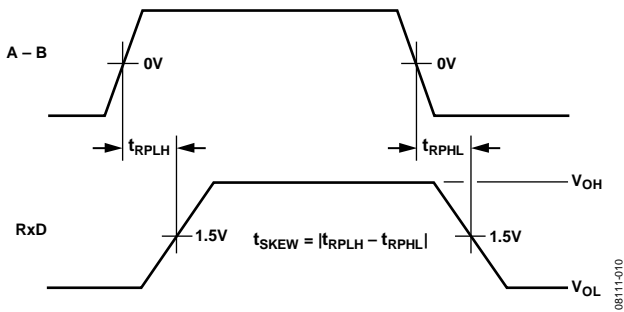 A – B
0V
0V
tRPLH
tRPHL
VOH
RxD
1.5V
tSKEW = |tRPLH – tRPHL|
1.5V
VOL
08111-010